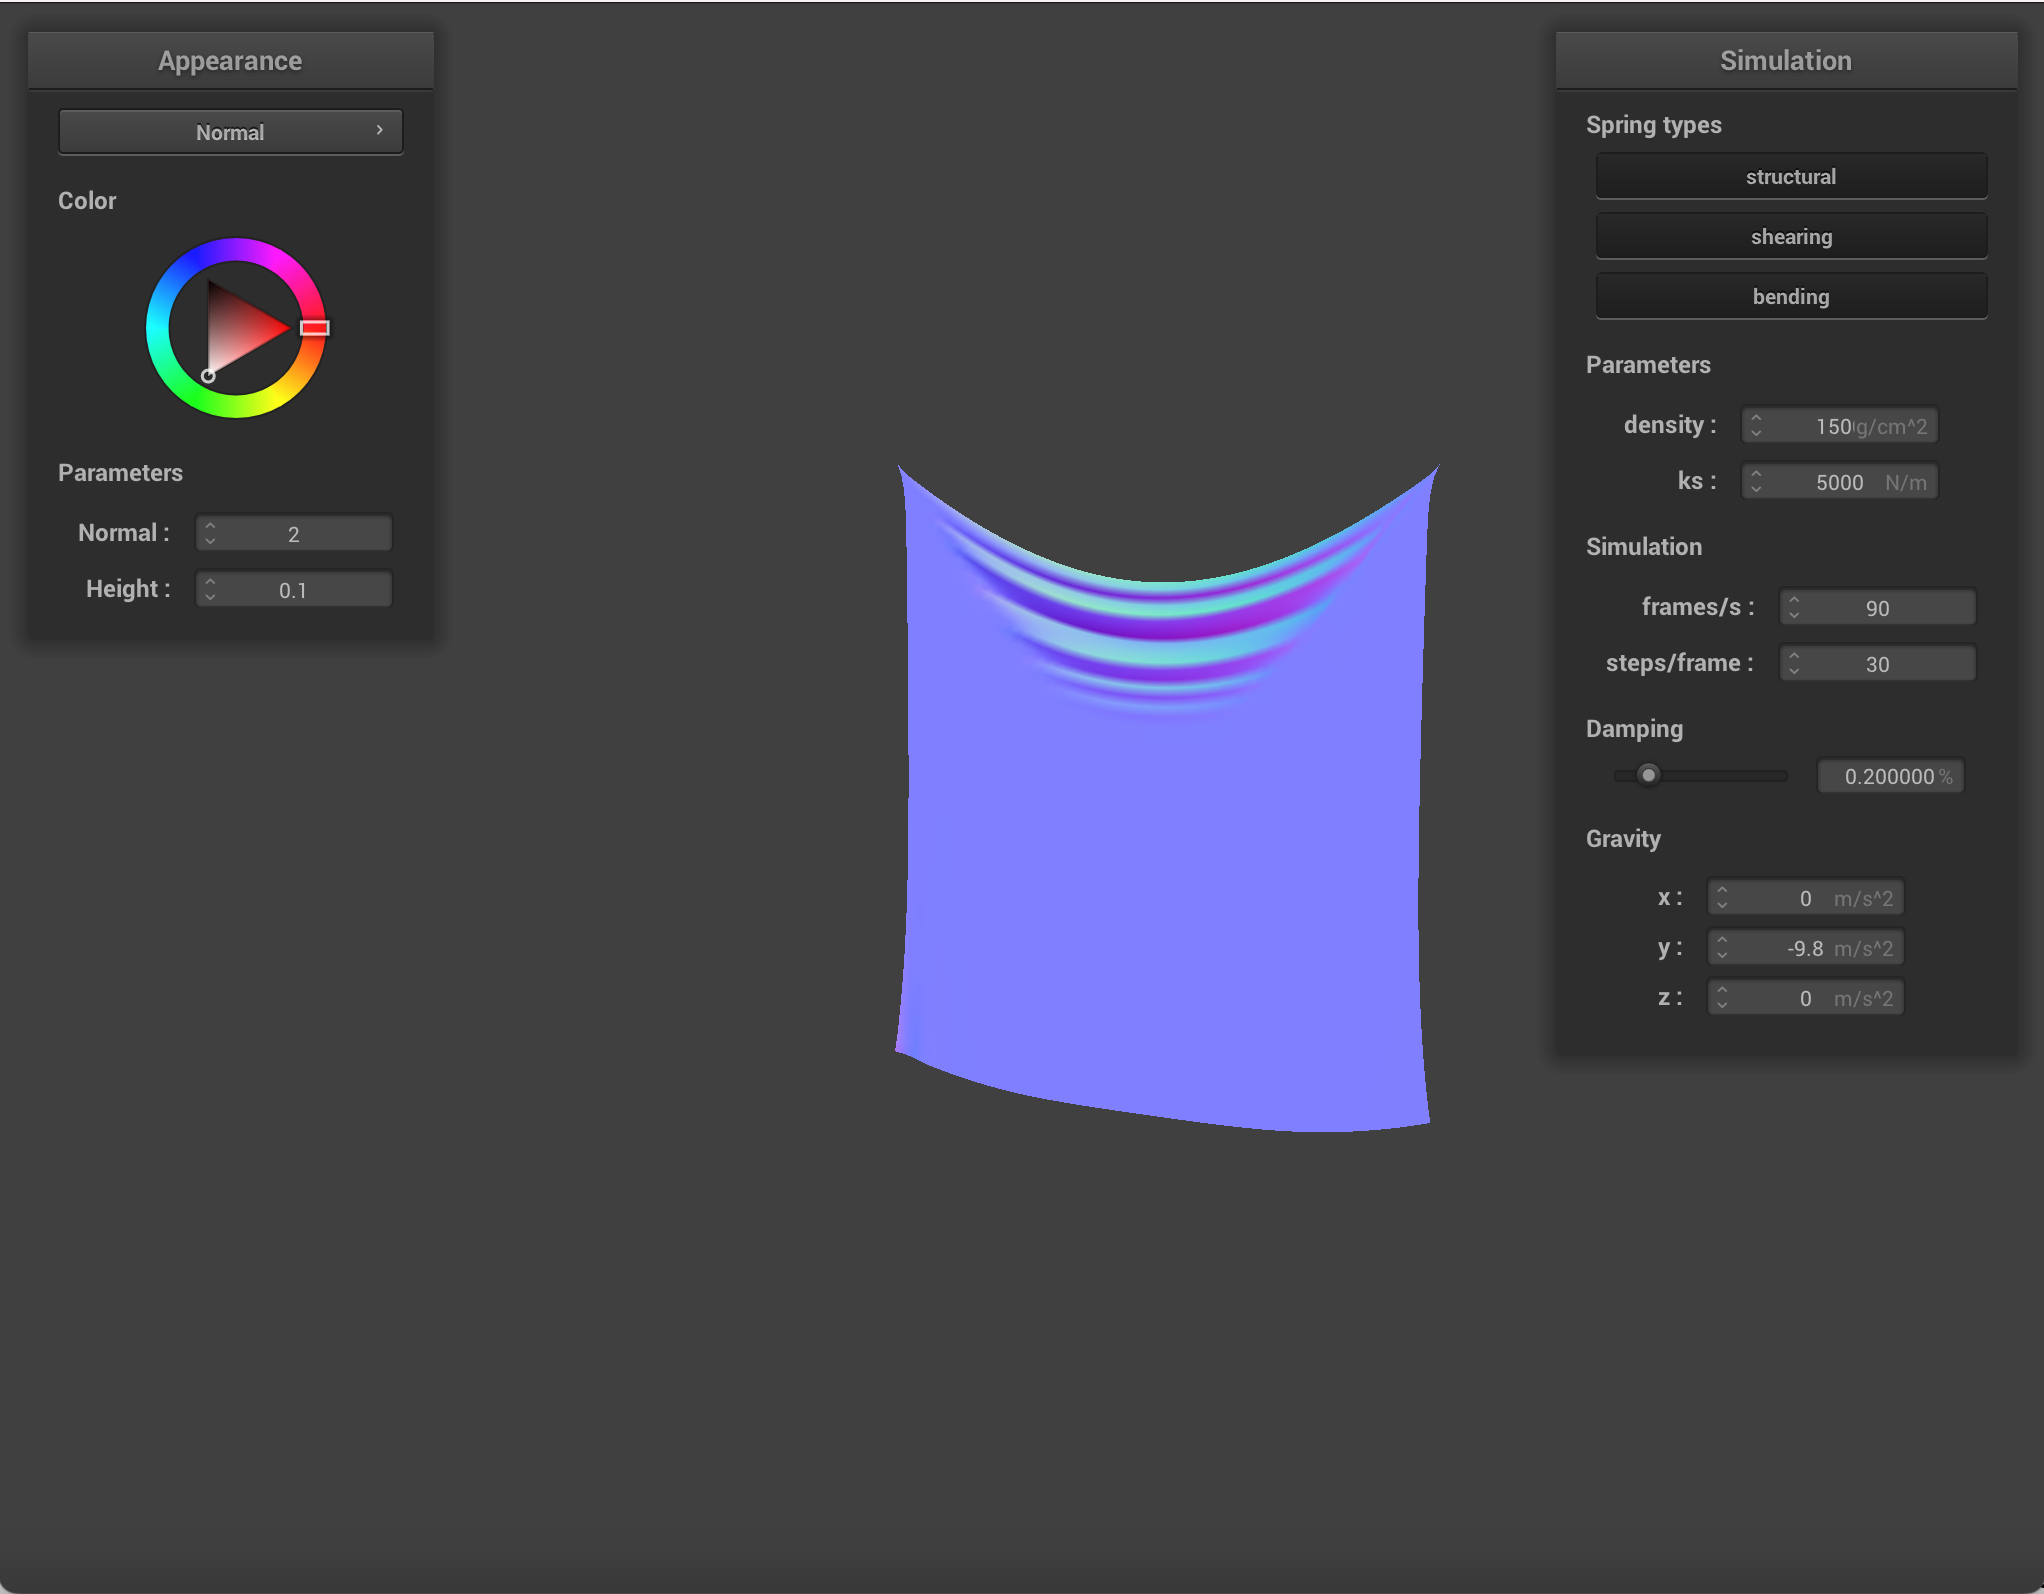 Appearance
Normal
Color
Parameters
Normal : 2
Height : 0.1
Simulation
Spring types
structural
shearing
bending
Parameters
density : 150 g/cm^2
ks : 5000 N/m
Simulation
frames/s : 90
steps/frame : 30
Damping
0.200000 %
Gravity
x : 0 m/s^2
y : -9.8 m/s^2
z : 0 m/s^2